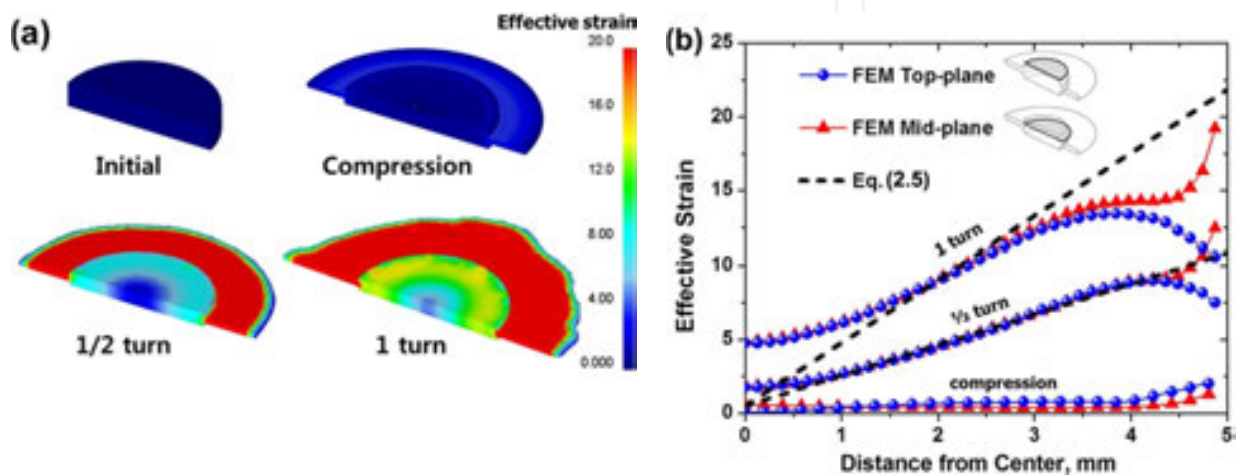 (a)
Effective strain
20.0
16.0
12.0
8.00
4.00
0.000
Initial
Compression
1/2 turn
1 turn
(b)
25
20
15
10
5
0
Effective Strain
FEM Top-plane
FEM Mid-plane
Eq. (2.5)
1 turn
½ turn
compression
0
1
2
3
4
5
Distance from Center, mm